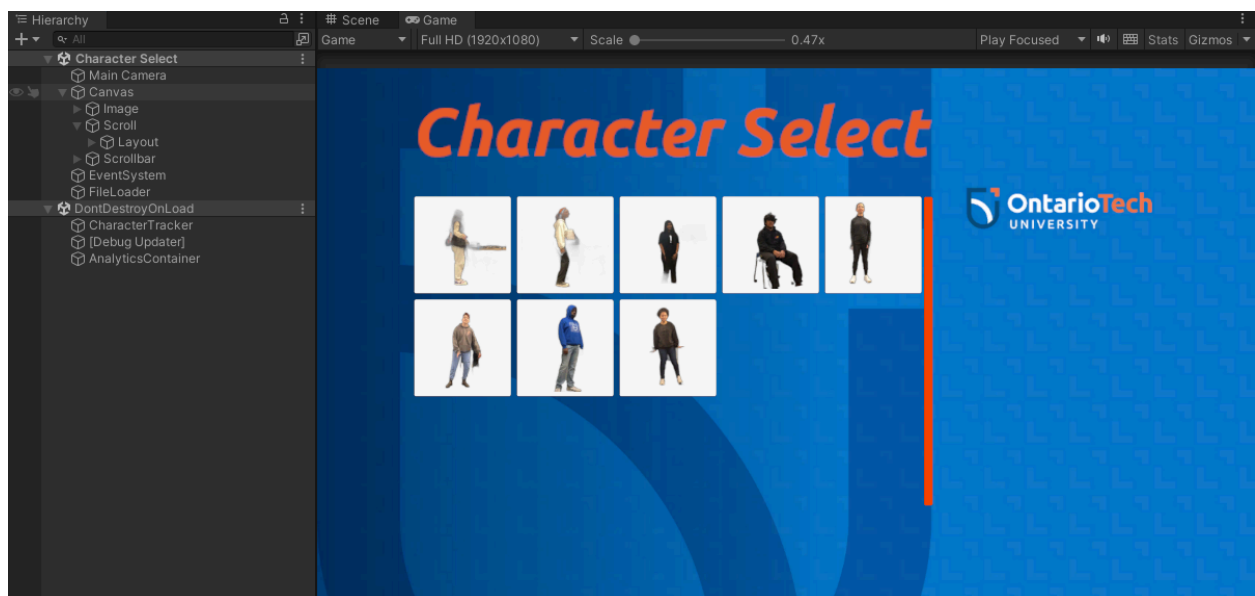 Hierarchy
All
Character Select
Main Camera
Canvas
Image
Scroll
Layout
Scrollbar
EventSystem
FileLoader
DontDestroyOnLoad
CharacterTracker
[Debug Updater]
AnalyticsContainer
Scene Game
Game Full HD (1920x1080) Scale 0.47x Play Focused Stats Gizmos
Character Select
OntarioTech
UNIVERSITY